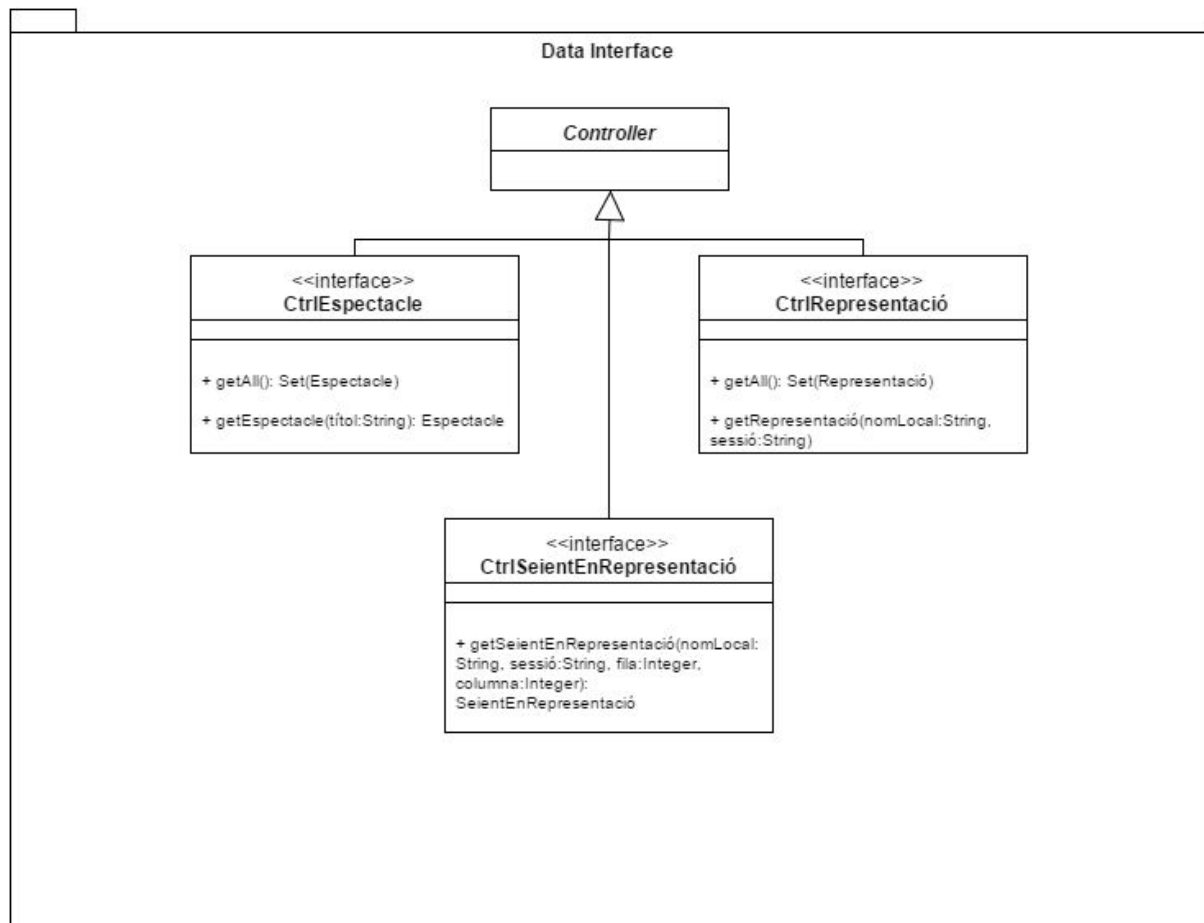 Data Interface
Controller
<<interface>>
CtrlEspectacle
+ getAll(): Set(Espectacle)
+ getEspectacle(títol:String): Espectacle
<<interface>>
CtrlRepresentació
+ getAll(): Set(Representació)
+ getRepresentació(nomLocal:String,
sessió:String)
<<interface>>
CtrlSeientEnRepresentació
+ getSeientEnRepresentació(nomLocal:
String, sessió:String, fila:Integer,
columna:Integer):
SeientEnRepresentació